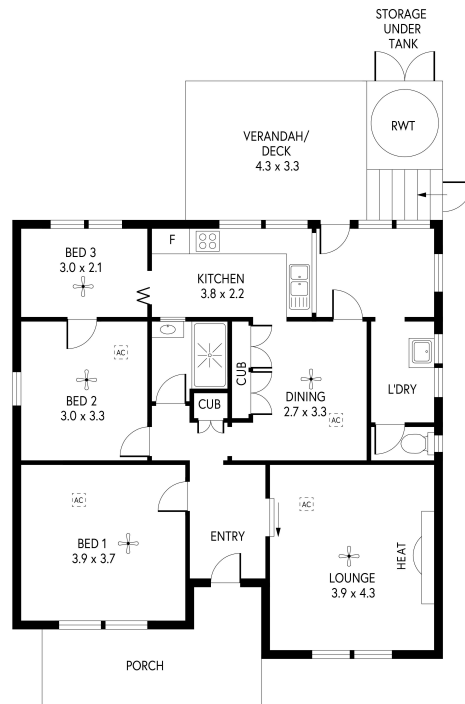 STORAGE
UNDER
TANK
RWT
VERANDAH/
DECK
4.3 x 3.3
BED 3
3.0 x 2.1
F
KITCHEN
3.8 x 2.2
AC
BED 2
3.0 x 3.3
CUB
CUB
DINING
2.7 x 3.3
AC
L'DRY
AC
BED 1
3.9 x 3.7
ENTRY
AC
LOUNGE
3.9 x 4.3
HEAT
PORCH